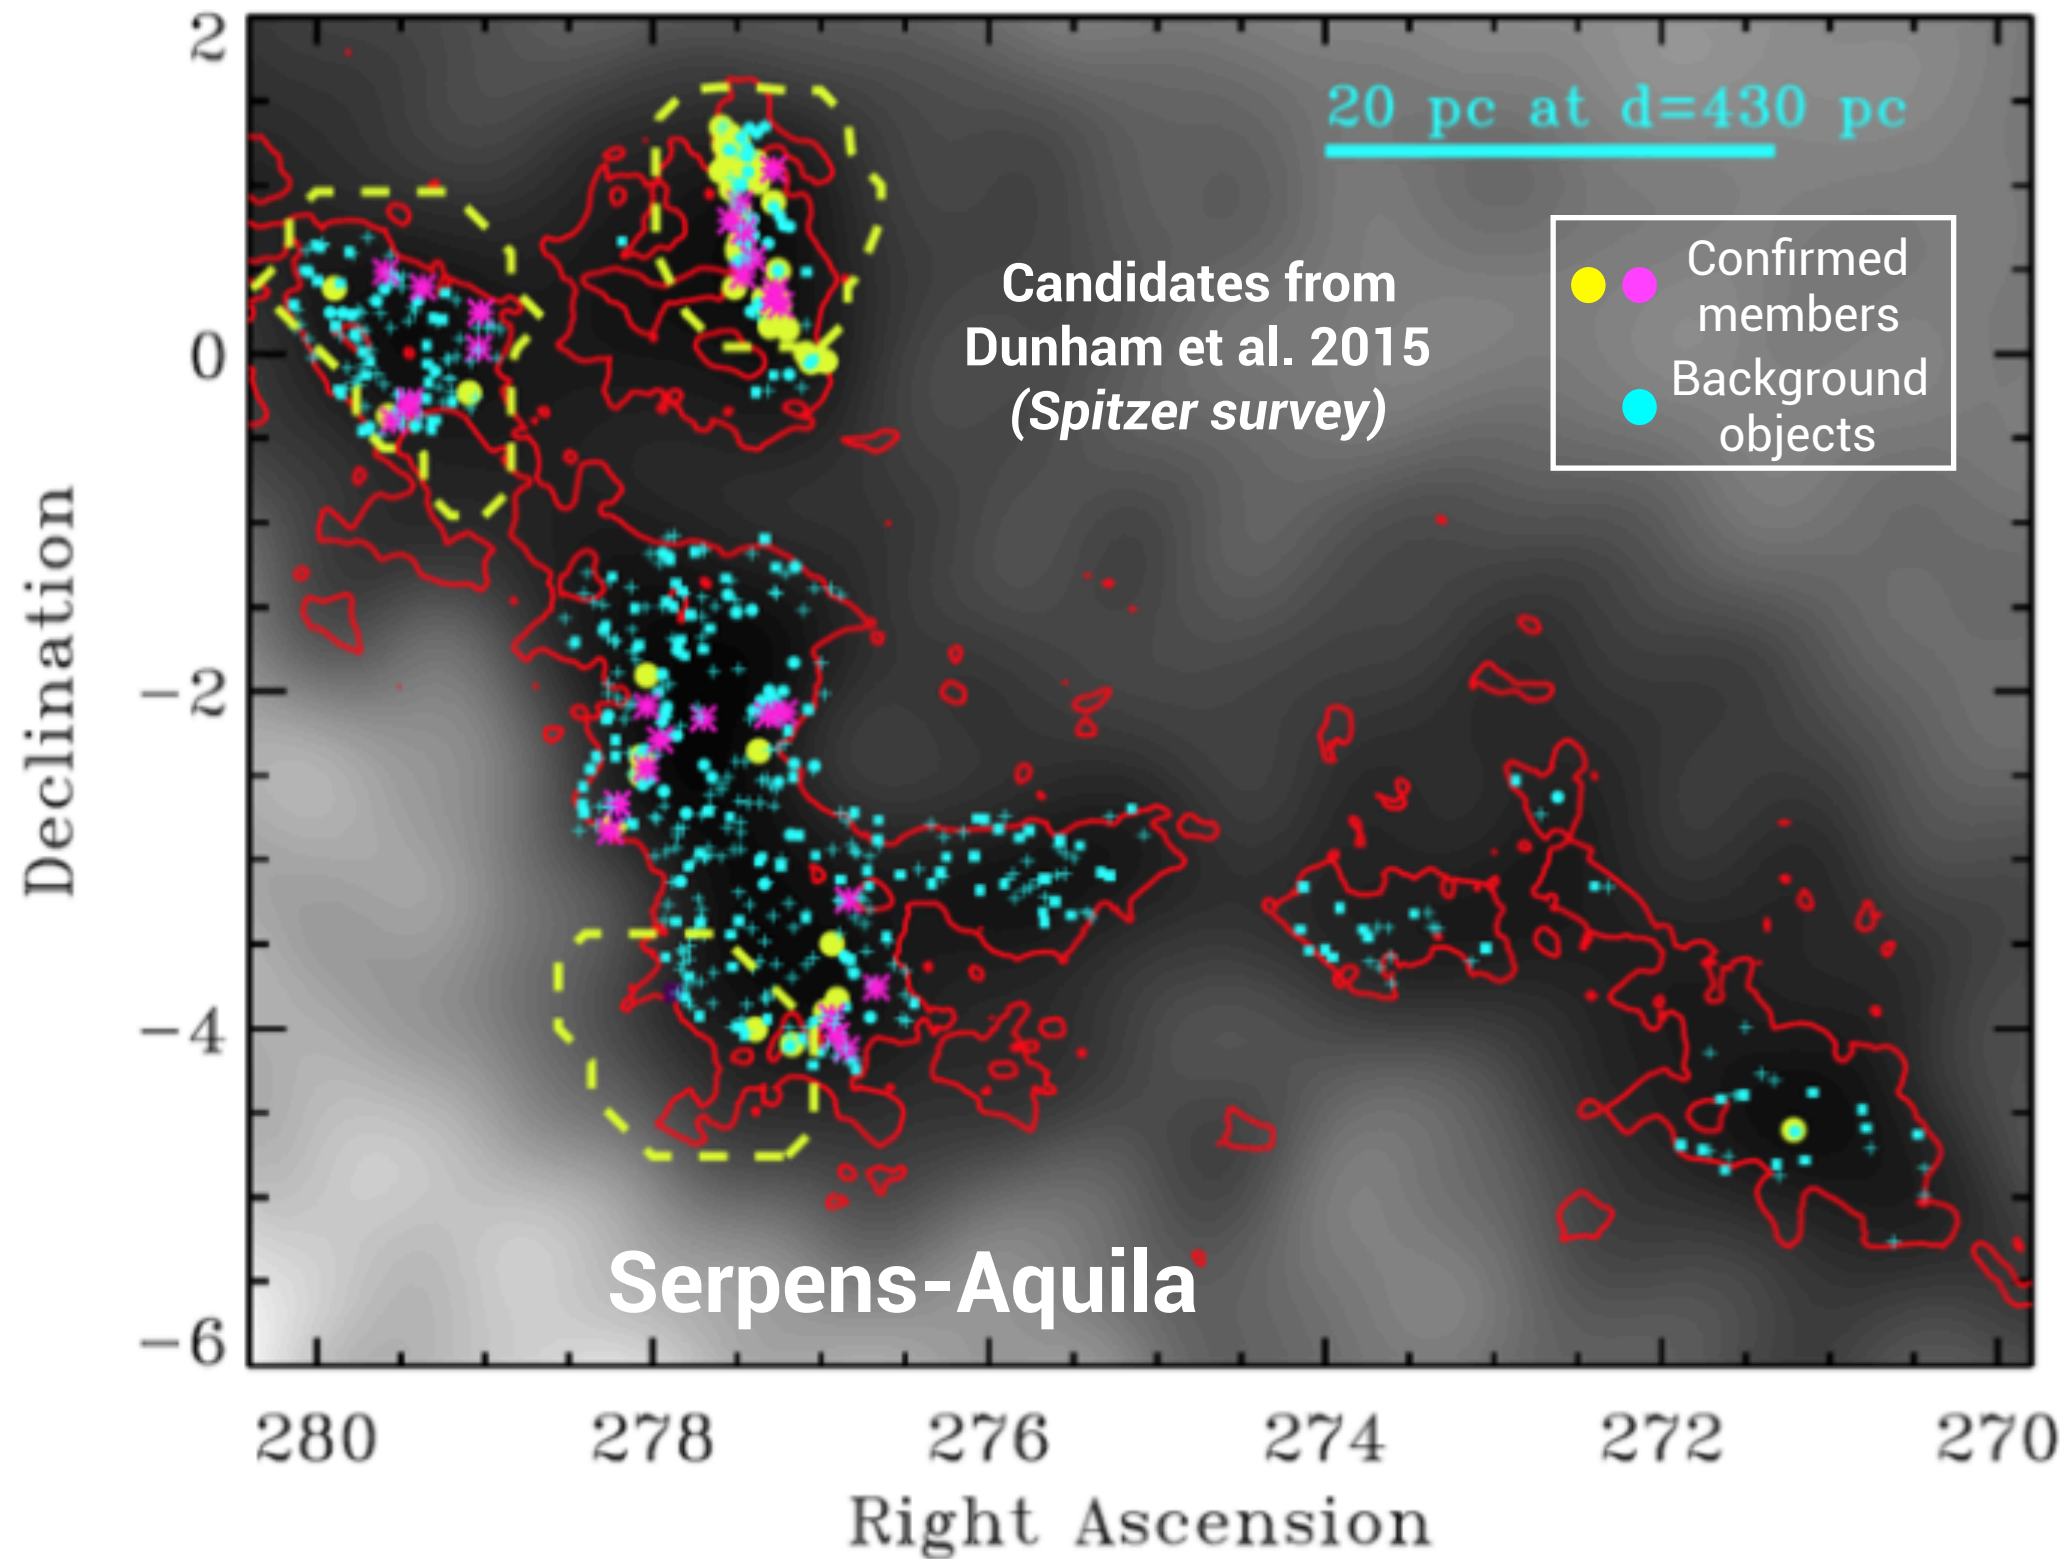 2
20 pc at d=430 pc
Candidates from
Dunham et al. 2015
(Spitzer survey)
Confirmed
members
Background
objects
0
Declination
−2
−4
Serpens-Aquila
−6
280 278 276 274 272 270
Right Ascension